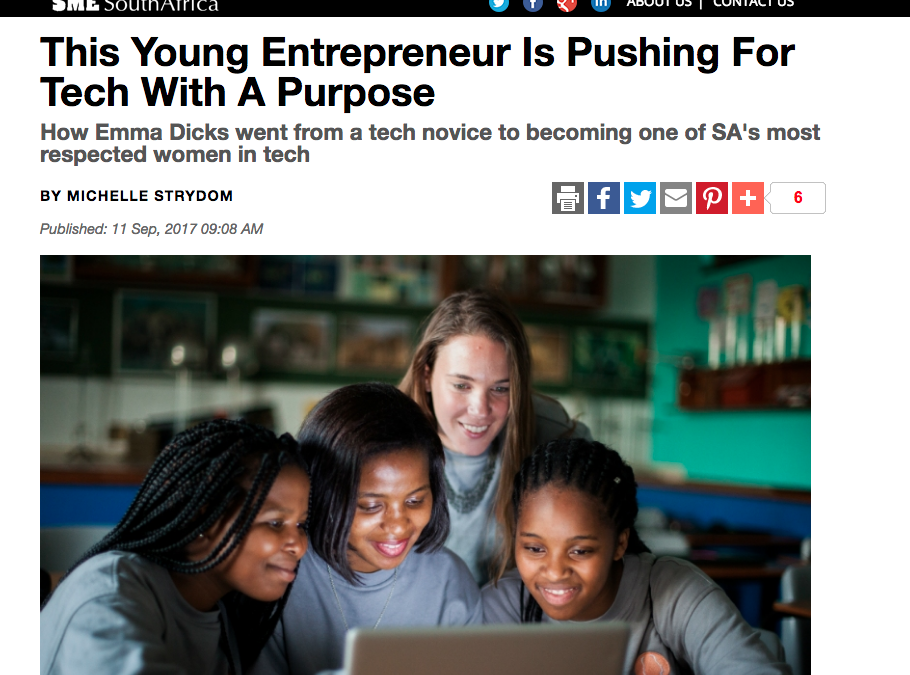 SME SouthAfrica
ABOUT US | CONTACT US
This Young Entrepreneur Is Pushing For
Tech With A Purpose
How Emma Dicks went from a tech novice to becoming one of SA's most
respected women in tech
BY MICHELLE STRYDOM
6
Published: 11 Sep, 2017 09:08 AM